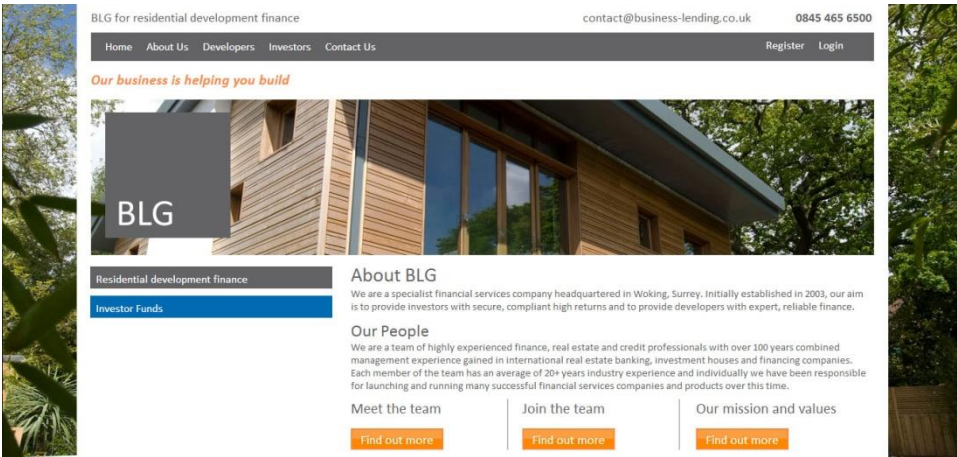 BLG for residential development finance
contact@business-lending.co.uk 0845 465 6500
Home About Us Developers Investors Contact Us
Register Login
Our business is helping you build
BLG
Residential development finance
Investor Funds
About BLG
We are a specialist financial services company headquartered in Woking, Surrey. Initially established in 2003, our aim
is to provide investors with secure, compliant high returns and to provide developers with expert, reliable finance.
Our People
We are a team of highly experienced finance, real estate and credit professionals with over 100 years combined
management experience gained in international real estate banking, investment houses and financing companies.
Each member of the team has an average of 20+ years industry experience and individually we have been responsible
for launching and running many successful financial services companies and products over this time.
Meet the team
Join the team
Our mission and values
Find out more
Find out more
Find out more